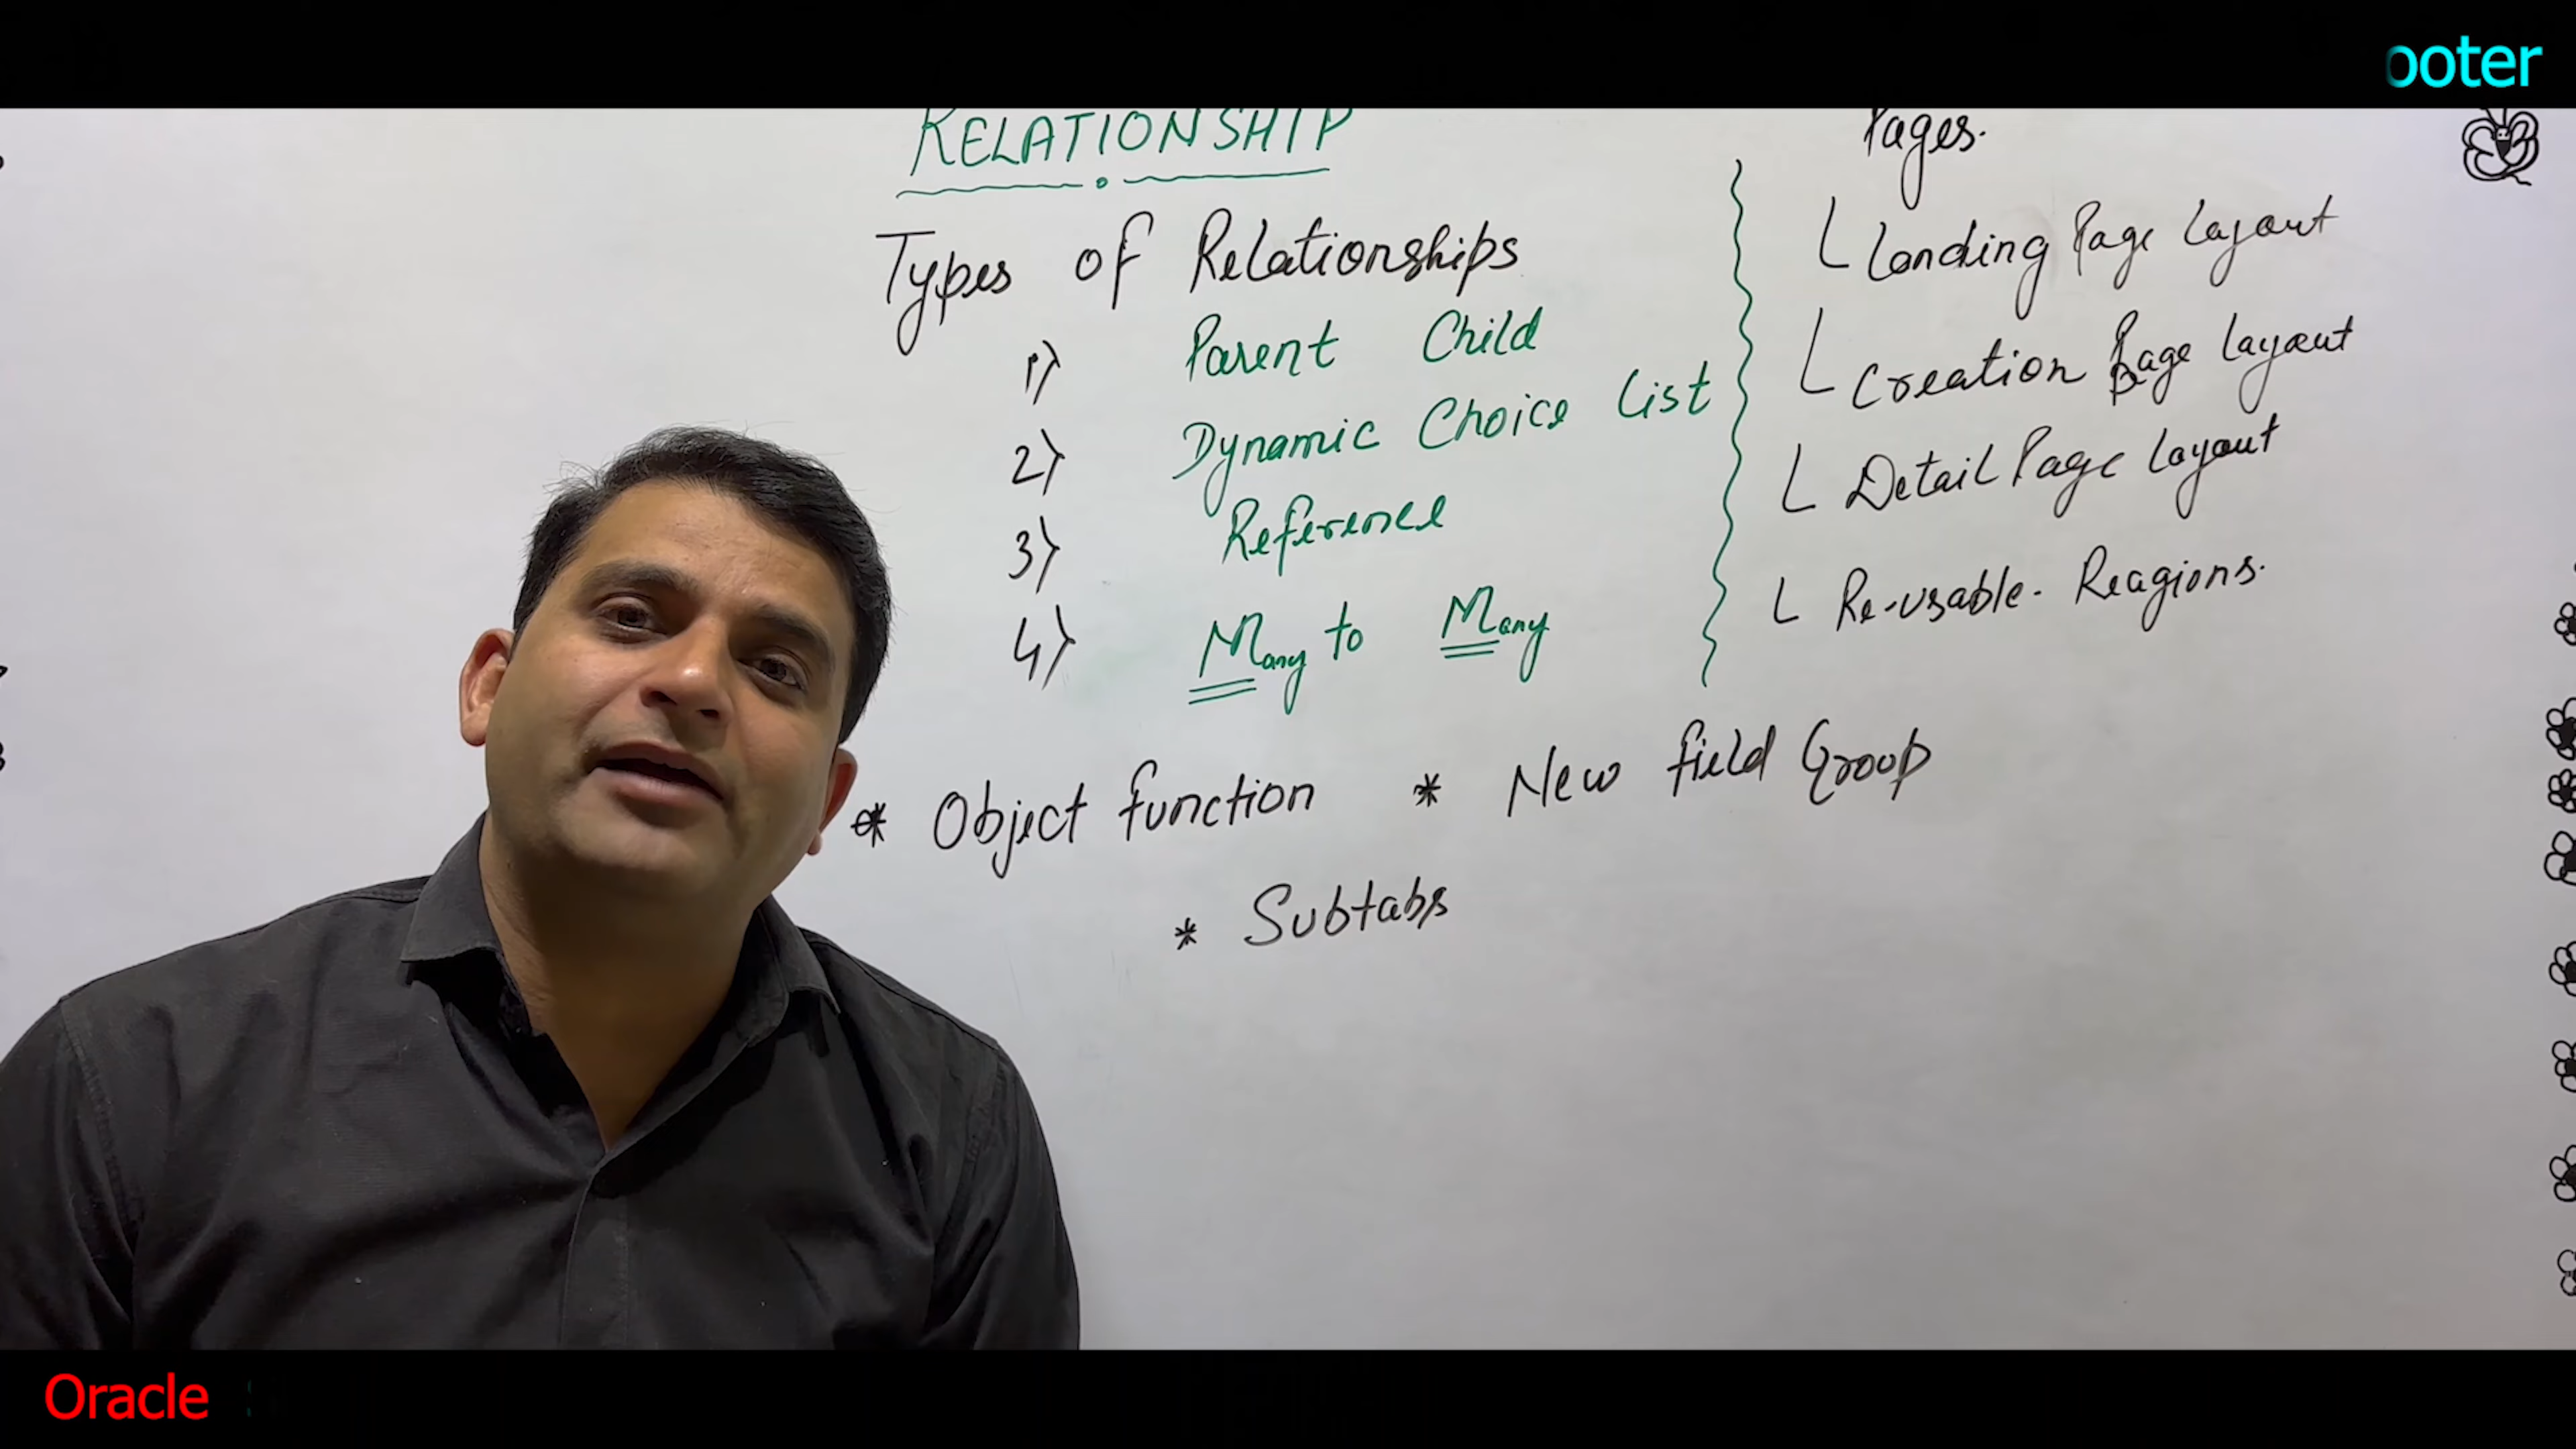 ooter
RELATIONSHIP
Types of Relationships
1) Parent Child
2) Dynamic Choice List
3) Reference
4) Many to Many
Pages.
Landing Page Layout
Creation Page Layout
Detail Page Layout
Re-usable. Reagions.
* Object function * New field Group
* Subtabs
Oracle